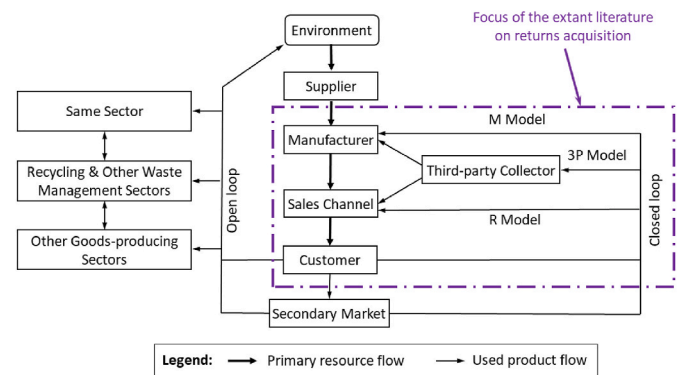 Focus of the extant literature
on returns acquisition
Environment
Supplier
Same Sector
M Model
Manufacturer
3P Model
Recycling & Other Waste
Management Sectors
Third-party Collector
Open loop
Sales Channel
Closed loop
R Model
Other Goods-producing
Sectors
Customer
Secondary Market
Legend: Primary resource flow Used product flow